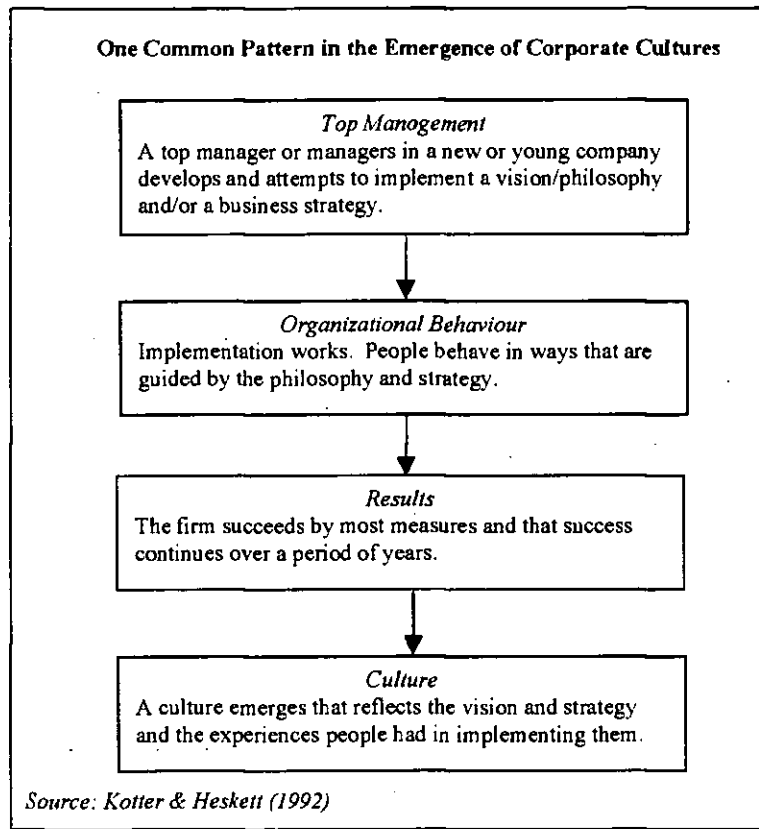 One Common Pattern in the Emergence of Corporate Cultures
Top Management
A top manager or managers in a new or young company
develops and attempts to implement a vision/philosophy
and/or a business strategy.
Organizational Behaviour
Implementation works. People behave in ways that are
guided by the philosophy and strategy.
Results
The firm succeeds by most measures and that success
continues over a period of years.
Culture
A culture emerges that reflects the vision and strategy
and the experiences people had in implementing them.
Source: Kotter & Heskett (1992)